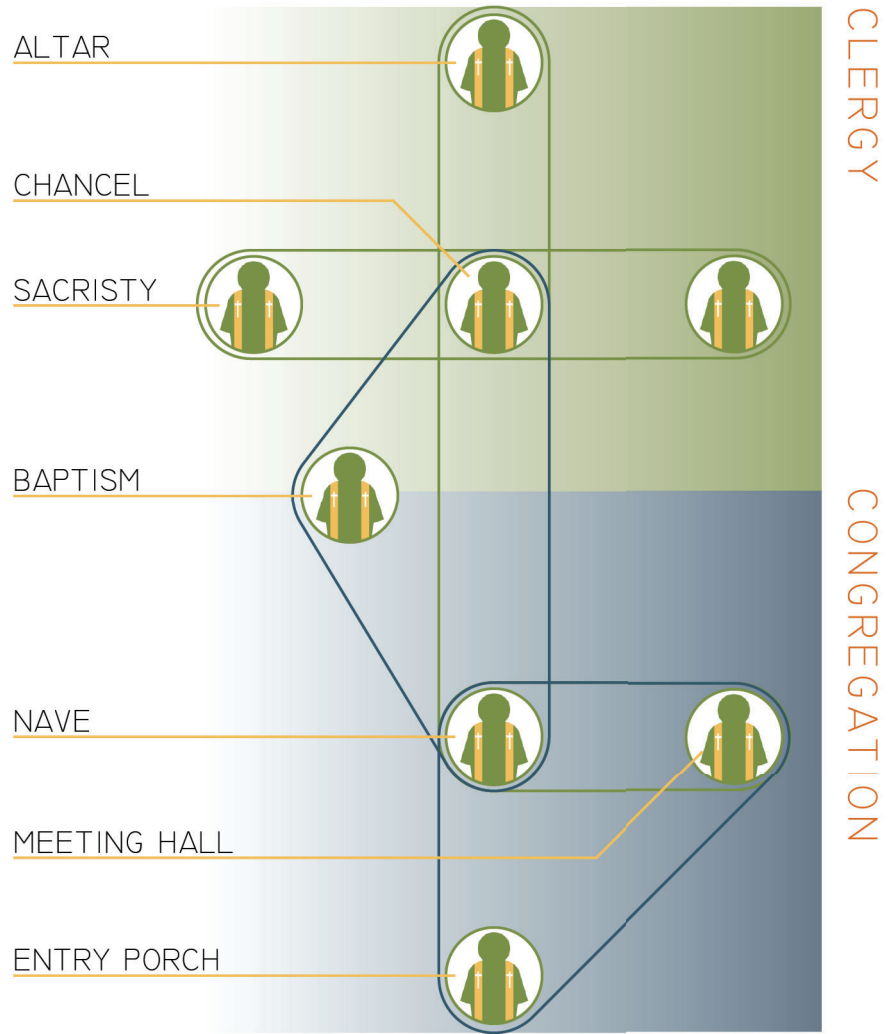 ALTAR
CHANCEL
SACRISTY
BAPTISM
NAVE
MEETING HALL
ENTRY PORCH
CLERGY
CONGREGATION